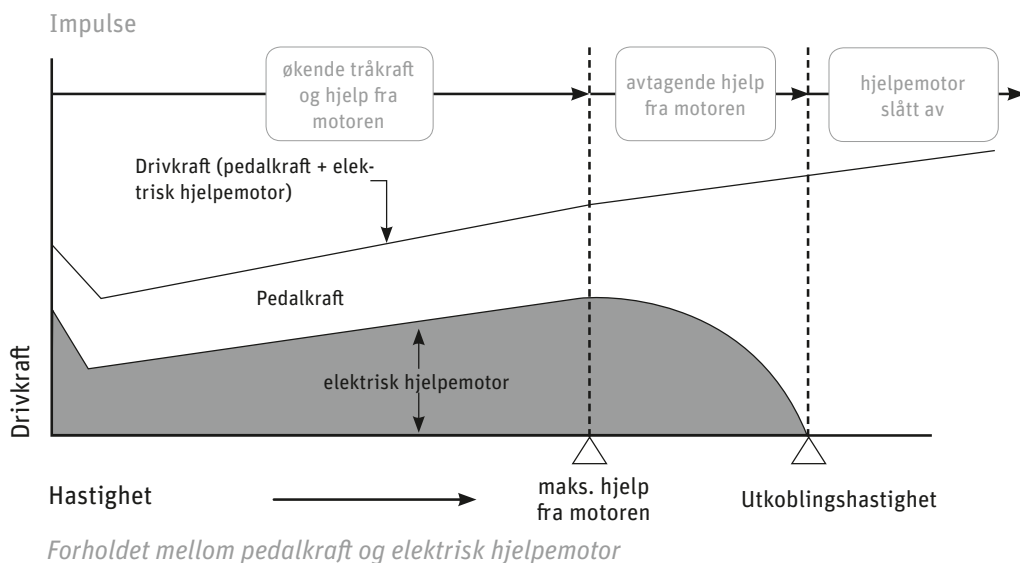 Impulse
økende tråkraft
og hjelp fra
motoren
avtagende hjelp
fra motoren
hjelpemotor
slått av
Drivkraft (pedalkraft + elek-
trisk hjelpemotor)
Pedalkraft
elektrisk hjelpemotor
Drivkraft
Hastighet
maks. hjelp
fra motoren
Utkoblingshastighet
Forholdet mellom pedalkraft og elektrisk hjelpemotor